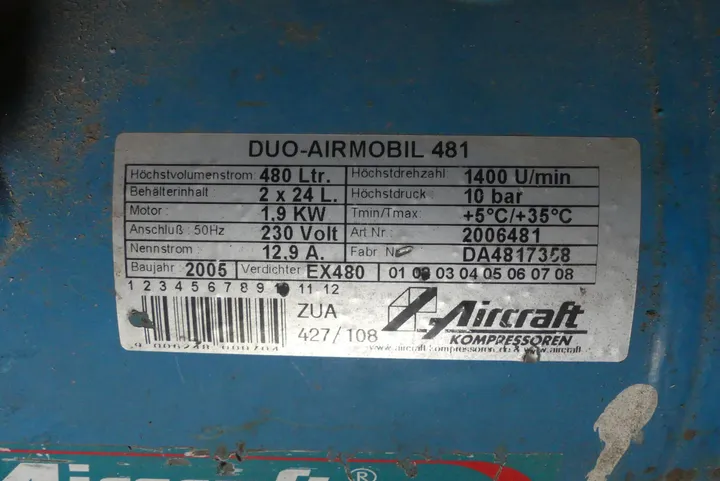 DUO-AIRMOBIL 481
Höchstvolumenstrom 480 Ltr. Höchstdrehzahl 1400 U/min
Behälterinhalt 2 x 24 L. Höchstdruck 10 bar
Motor : 1.9 KW Tmin/Tmax: +5°C/+35°C
Anschluß : 50Hz 230 Volt Art Nr : 2006481
Nennstrom : 12.9 A. Fabr. DA4817358
Baujahr : 2005 Verdichter EX480 01 03 04 05 06 07 08
1 2 3 4 5 6 7 8 9 11 12
ZUA
427/108
Aircraft
KOMPRESSOREN
Aircraft®